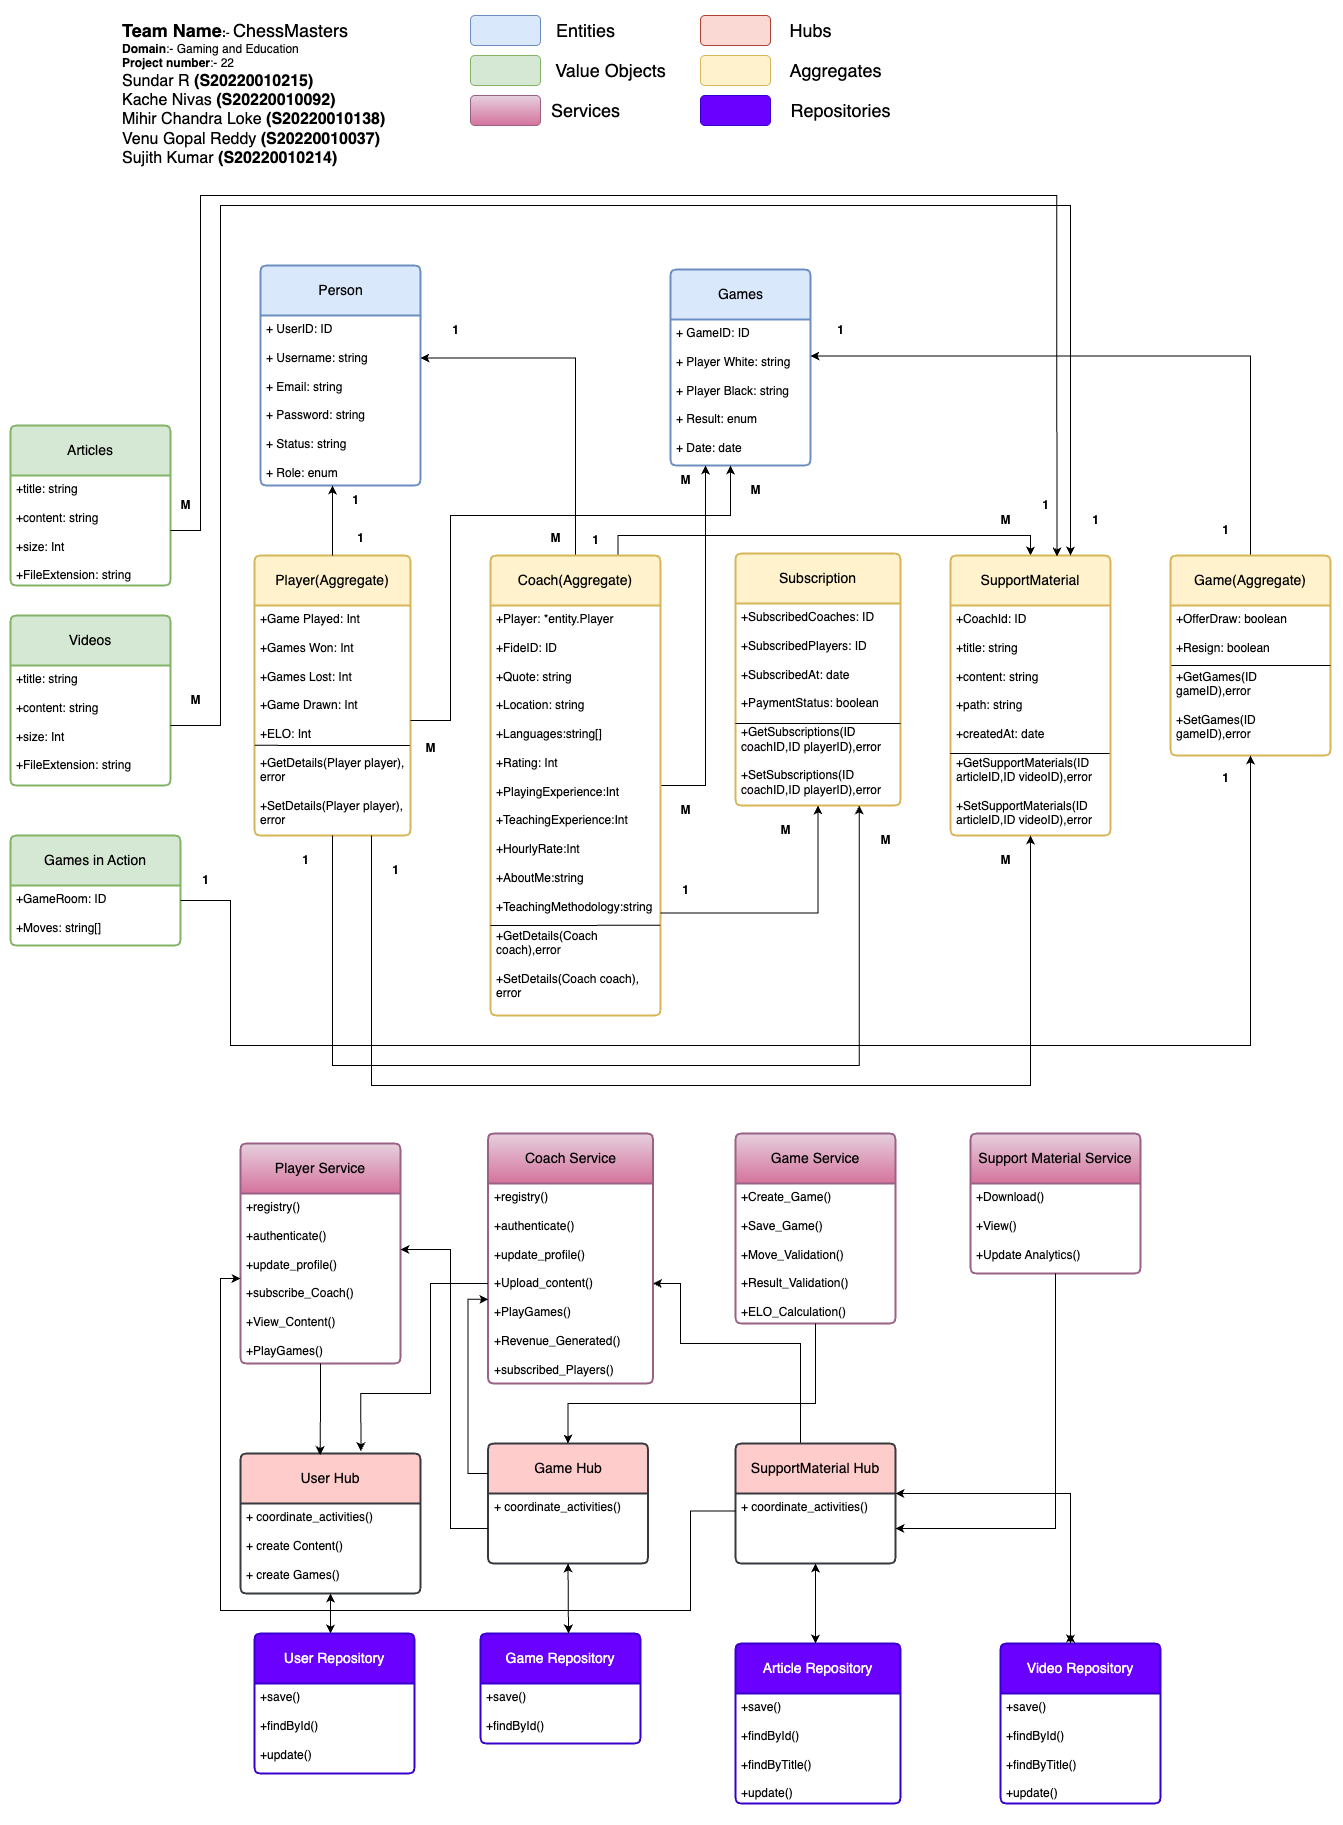 Team Name:- ChessMasters
Domain:- Gaming and Education
Project number:- 22
Sundar R (S20220010215)
Kache Nivas (S20220010092)
Mihir Chandra Loke (S20220010138)
Venu Gopal Reddy (S20220010037)
Sujith Kumar (S20220010214)
Entities
Hubs
Value Objects
Aggregates
Services
Repositories
Person
+ UserID: ID
+ Username: string
+ Email: string
+ Password: string
+ Status: string
+ Role: enum
1
Games
+ GameID: ID
+ Player White: string
+ Player Black: string
+ Result: enum
+ Date: date
1
Articles
+title: string
+content: string
+size: Int
+FileExtension: string
M
1
1
M
1
M
M
M
1
1
1
Videos
+title: string
+content: string
+size: Int
+FileExtension: string
M
Games in Action
+GameRoom: ID
+Moves: string[]
1
Player(Aggregate)
+Game Played: Int
+Games Won: Int
+Games Lost: Int
+Game Drawn: Int
+ELO: Int
+GetDetails(Player player),
error
+SetDetails(Player player),
error
M
1
1
Coach(Aggregate)
+Player: *entity.Player
+FideID: ID
+Quote: string
+Location: string
+Languages:string[]
+Rating: Int
+PlayingExperience:Int
+TeachingExperience:Int
+HourlyRate:Int
+AboutMe:string
+TeachingMethodology:string
+GetDetails(Coach
coach),error
+SetDetails(Coach coach),
error
M
1
Subscription
+SubscribedCoaches: ID
+SubscribedPlayers: ID
+SubscribedAt: date
+PaymentStatus: boolean
+GetSubscriptions(ID
coachID,ID playerID),error
+SetSubscriptions(ID
coachID,ID playerID),error
M
M
SupportMaterial
+CoachId: ID
+title: string
+content: string
+path: string
+createdAt: date
+GetSupportMaterials(ID
articleID,ID videoID),error
+SetSupportMaterials(ID
articleID,ID videoID),error
M
Game(Aggregate)
+OfferDraw: boolean
+Resign: boolean
+GetGames(ID
gameID),error
+SetGames(ID
gameID),error
1
Player Service
+registry()
+authenticate()
+update_profile()
+subscribe_Coach()
+View_Content()
+PlayGames()
Coach Service
+registry()
+authenticate()
+update_profile()
+Upload_content()
+PlayGames()
+Revenue_Generated()
+subscribed_Players()
Game Service
+Create_Game()
+Save_Game()
+Move_Validation()
+Result_Validation()
+ELO_Calculation()
Support Material Service
+Download()
+View()
+Update Analytics()
User Hub
+ coordinate_activities()
+ create Content()
+ create Games()
Game Hub
+ coordinate_activities()
SupportMaterial Hub
+ coordinate_activities()
User Repository
+save()
+findById()
+update()
Game Repository
+save()
+findById()
Article Repository
+save()
+findById()
+findByTitle()
+update()
Video Repository
+save()
+findById()
+findByTitle()
+update()